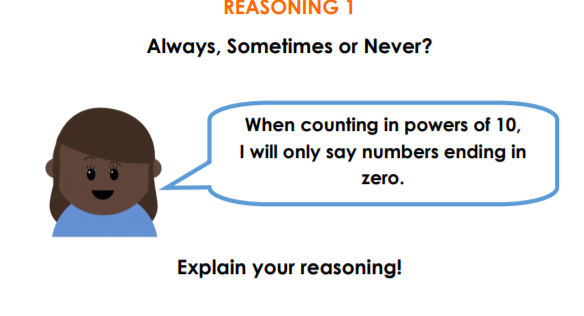 REASONING 1
Always, Sometimes or Never?
When counting in powers of 10,
I will only say numbers ending in
zero.
Explain your reasoning!